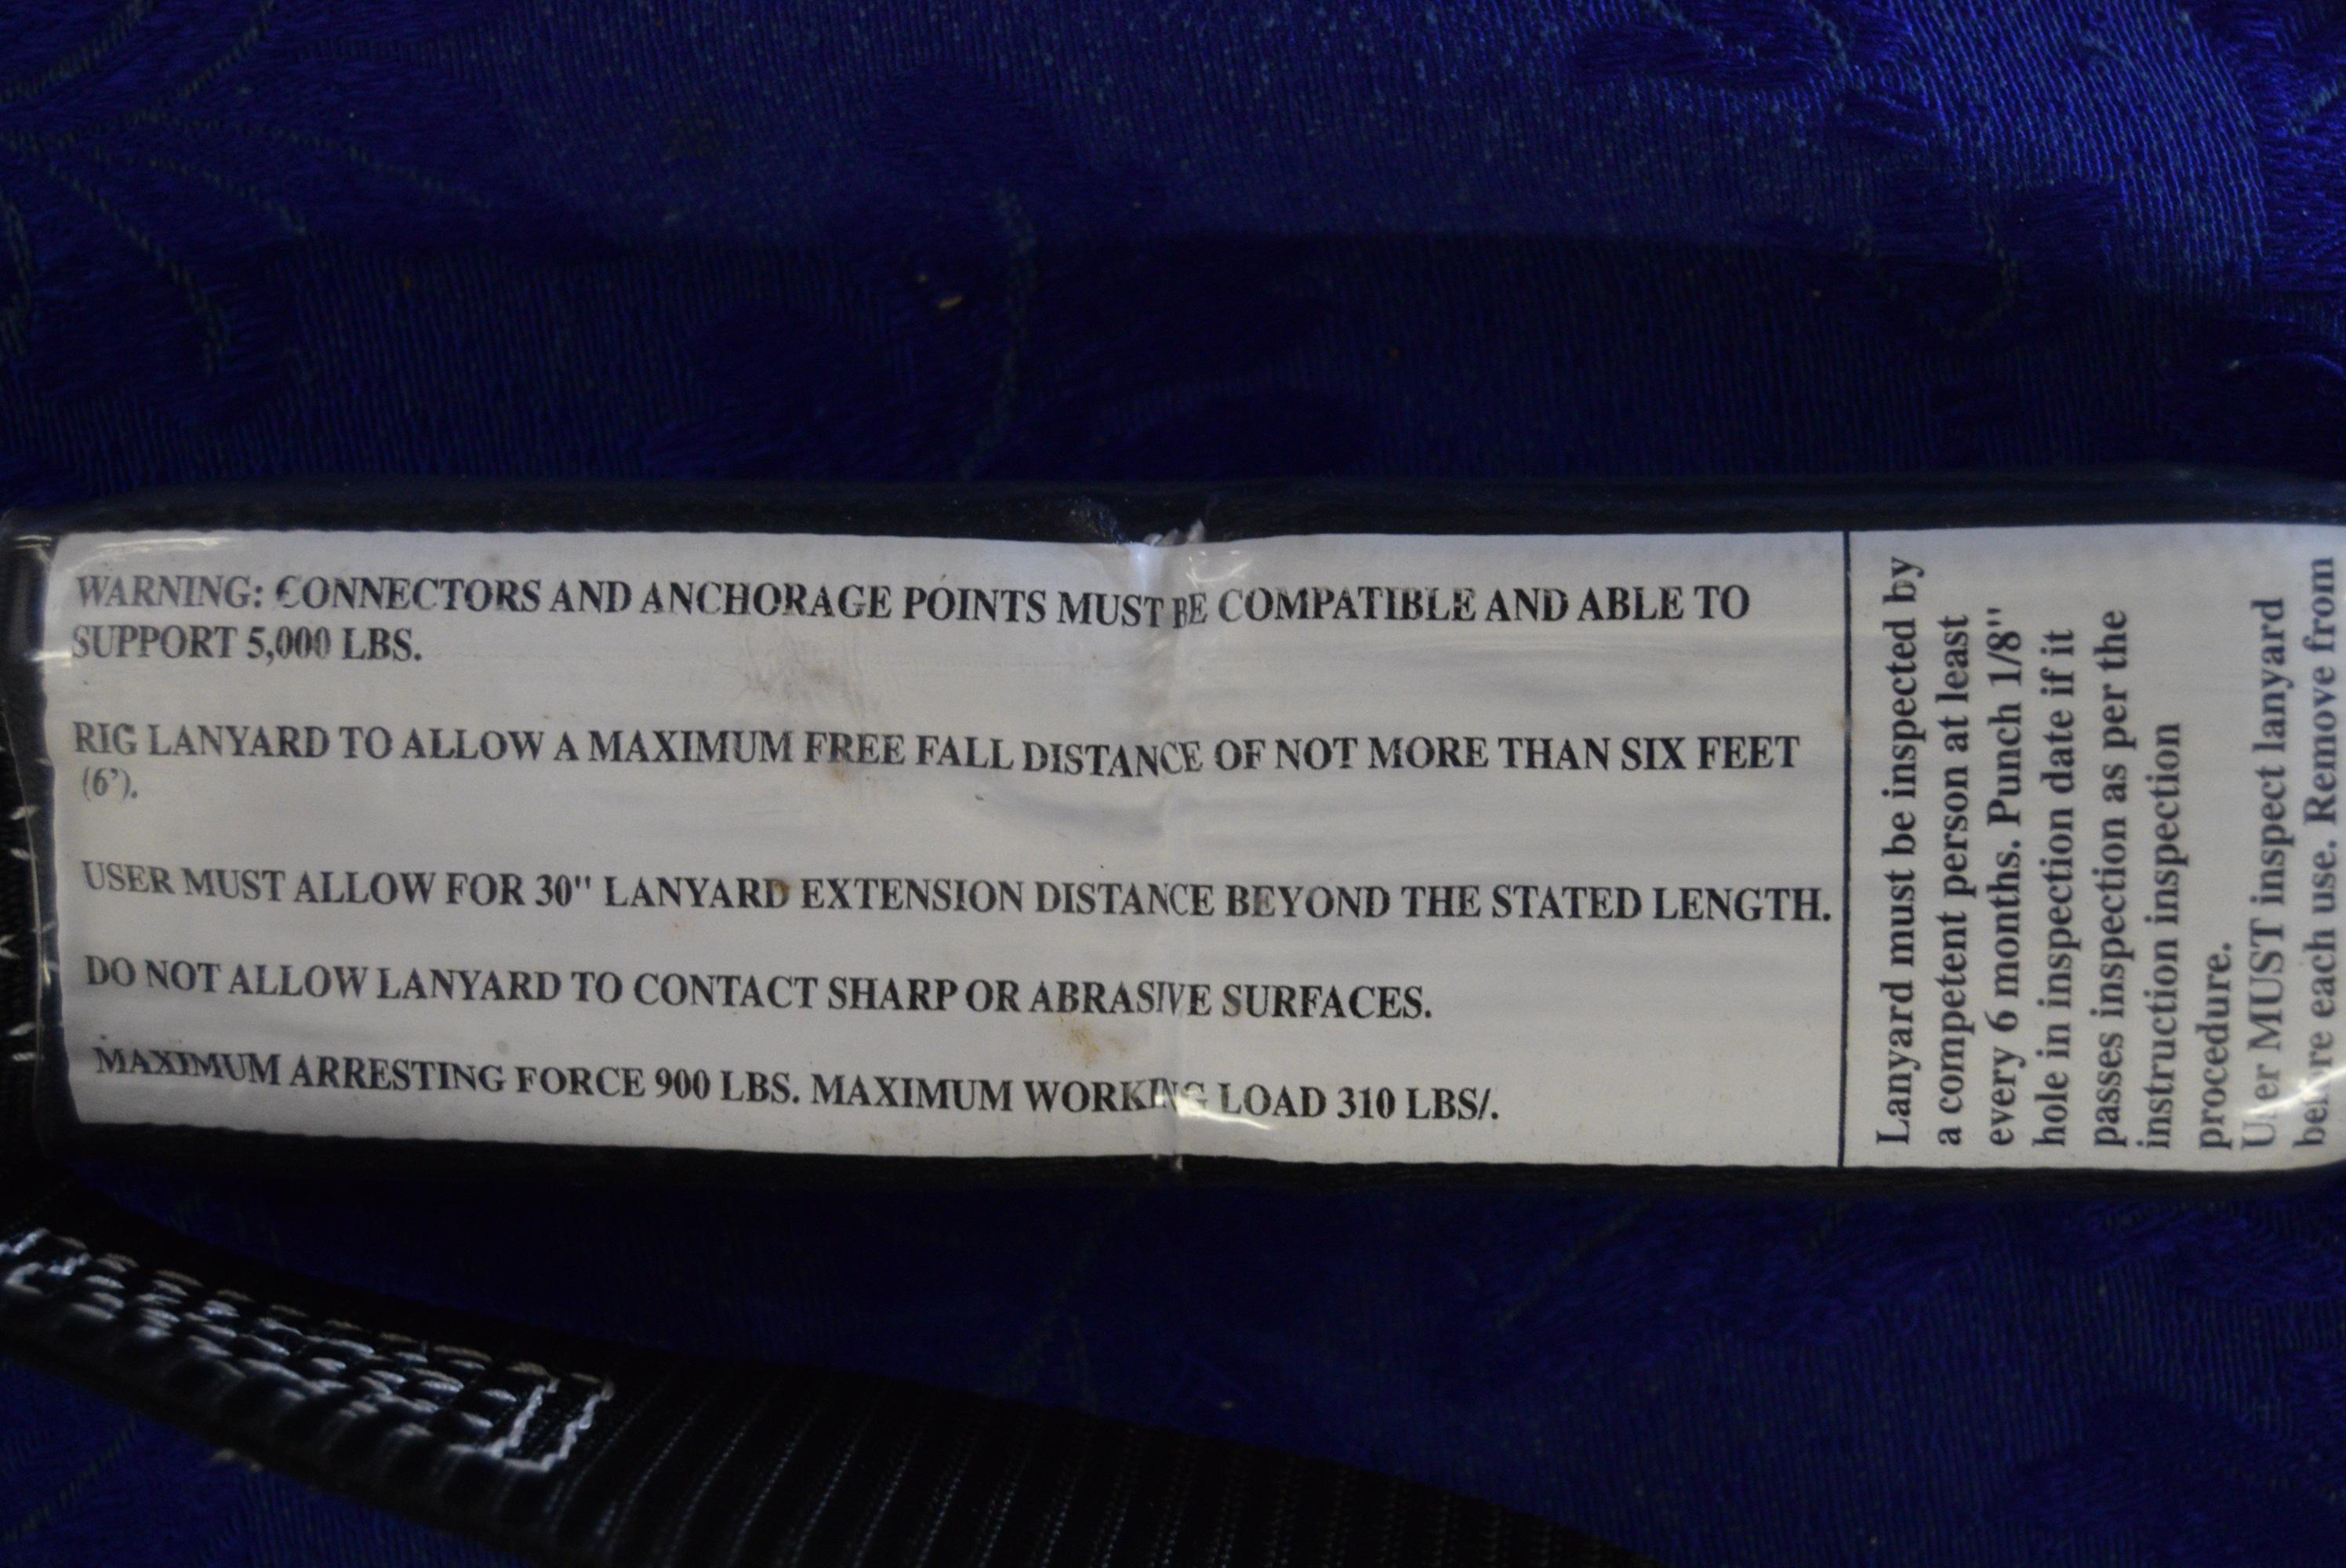 WARNING: CONNECTORS AND ANCHORAGE POINTS MUST BE COMPATIBLE AND ABLE TO
SUPPORT 5,000 LBS.
RIG LANYARD TO ALLOW A MAXIMUM FREE FALL DISTANCE OF NOT MORE THAN SIX FEET
(6').
USER MUST ALLOW FOR 30" LANYARD EXTENSION DISTANCE BEYOND THE STATED LENGTH.
DO NOT ALLOW LANYARD TO CONTACT SHARP OR ABRASIVE SURFACES.
MAXIMUM ARRESTING FORCE 900 LBS. MAXIMUM WORKING LOAD 310 LBS/.
Lanyard must be inspected by
a competent person at least
every 6 months. Punch 1/8"
hole in inspection date if it
passes inspection as per the
instruction inspection
procedure.
User MUST inspect lanyard
before each use. Remove from